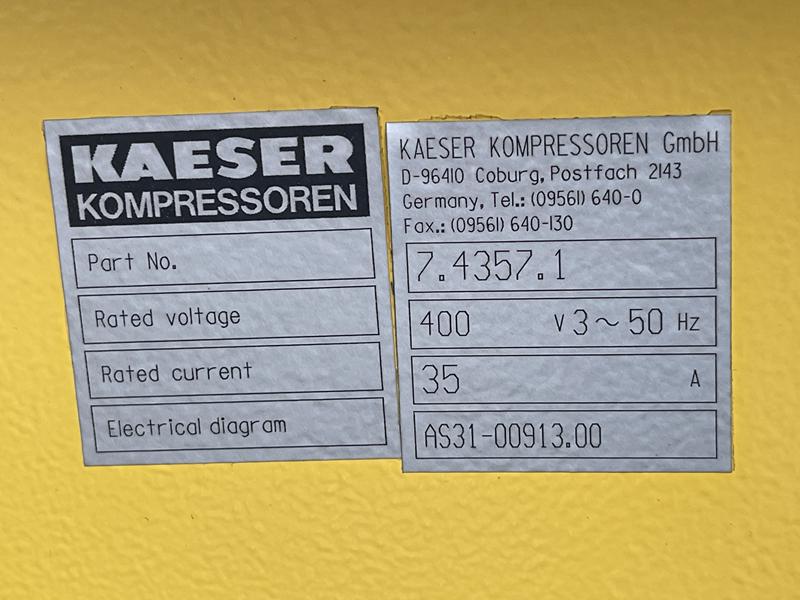 KAESER
KOMPRESSOREN
Part No.
Rated voltage
Rated current
Electrical diagram
KAESER KOMPRESSOREN GmbH
D-96410 Coburg, Postfach 2143
Germany, Tel.: (09561) 640-0
Fax.: (09561) 640-130
7.4357.1
400 V 3~50 Hz
35 A
AS31-00913.00